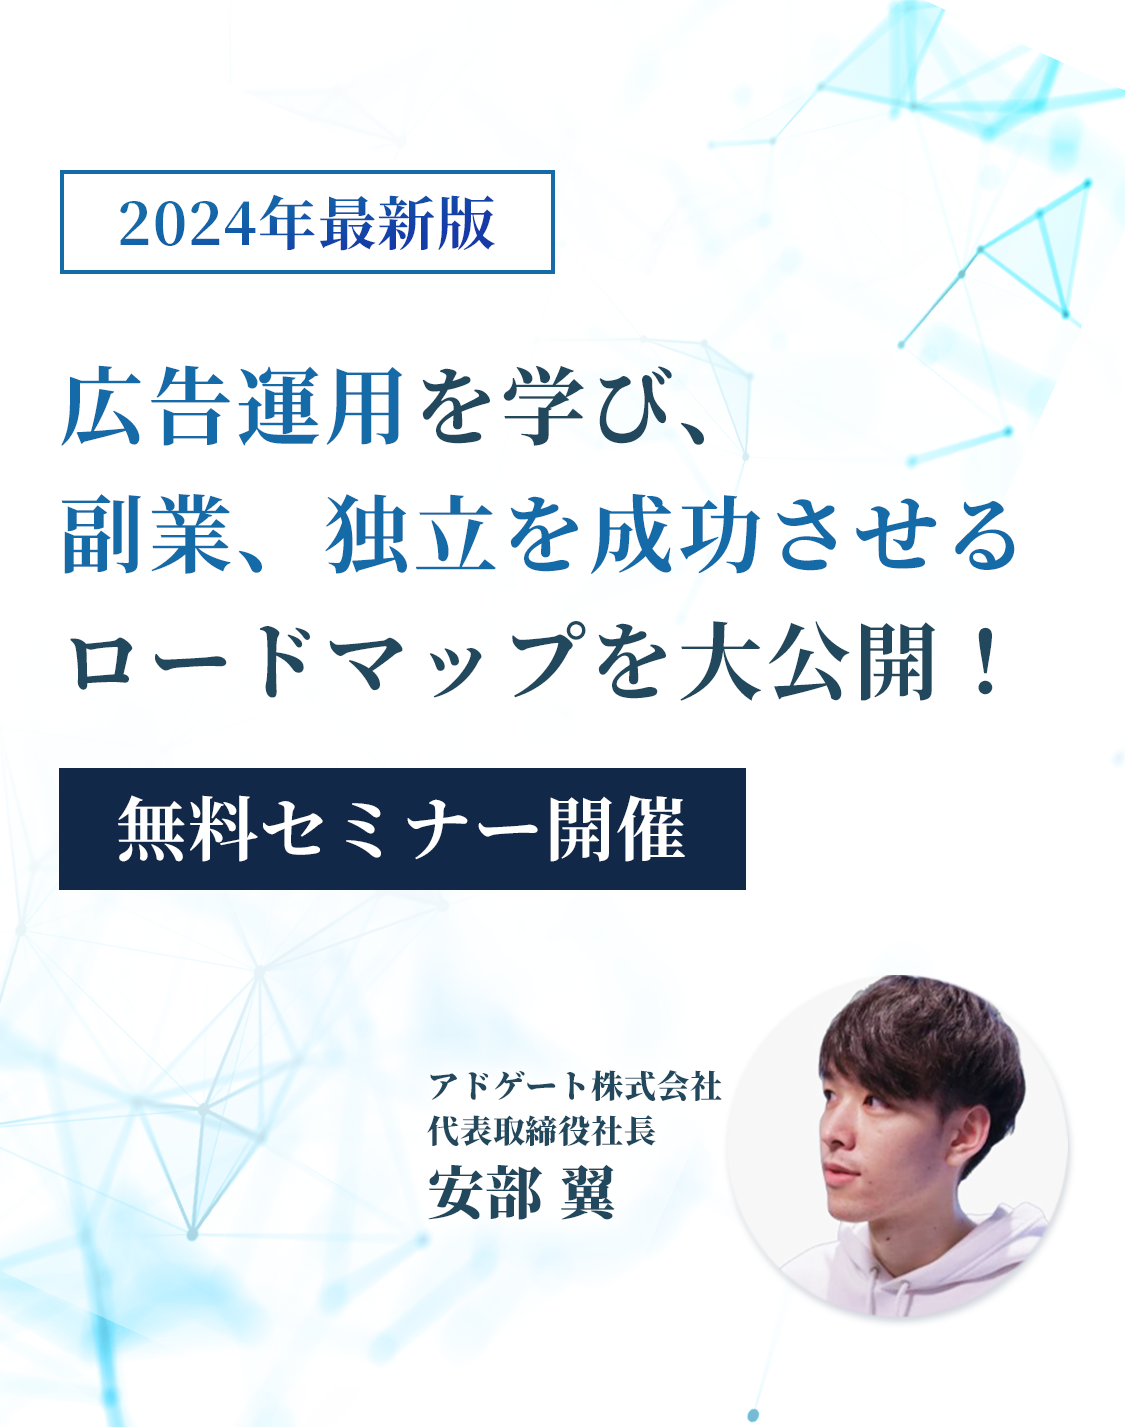 2024年最新版
広告運用を学び、
副業、独立を成功させる
ロードマップを大公開！
無料セミナー開催
アドゲート株式会社
代表取締役社長
安部 翼